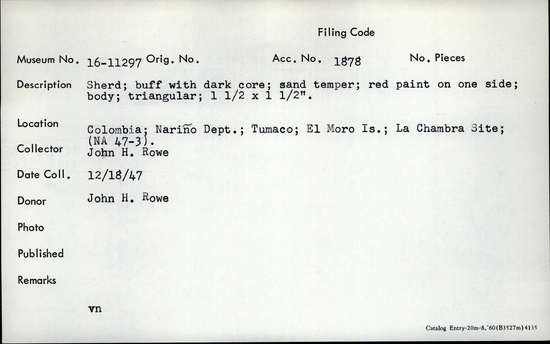 Filing Code
Museum No. 16-11297 Orig. No. Acc. No. 1878 No. Pieces
Description Sherd; buff with dark core; sand temper; red paint on one side;
body; triangular; 1 1/2 x 1 1/2".
Location Colombia; Nariño Dept.; Tumaco; El Moro Is.; La Chambra Site;
(NA 47-3).
Collector John H. Rowe
Date Coll. 12/18/47
Donor John H. Rowe
Photo
Published
Remarks
vn
Catalog Entry-20m-8,'60(B3527m)4135